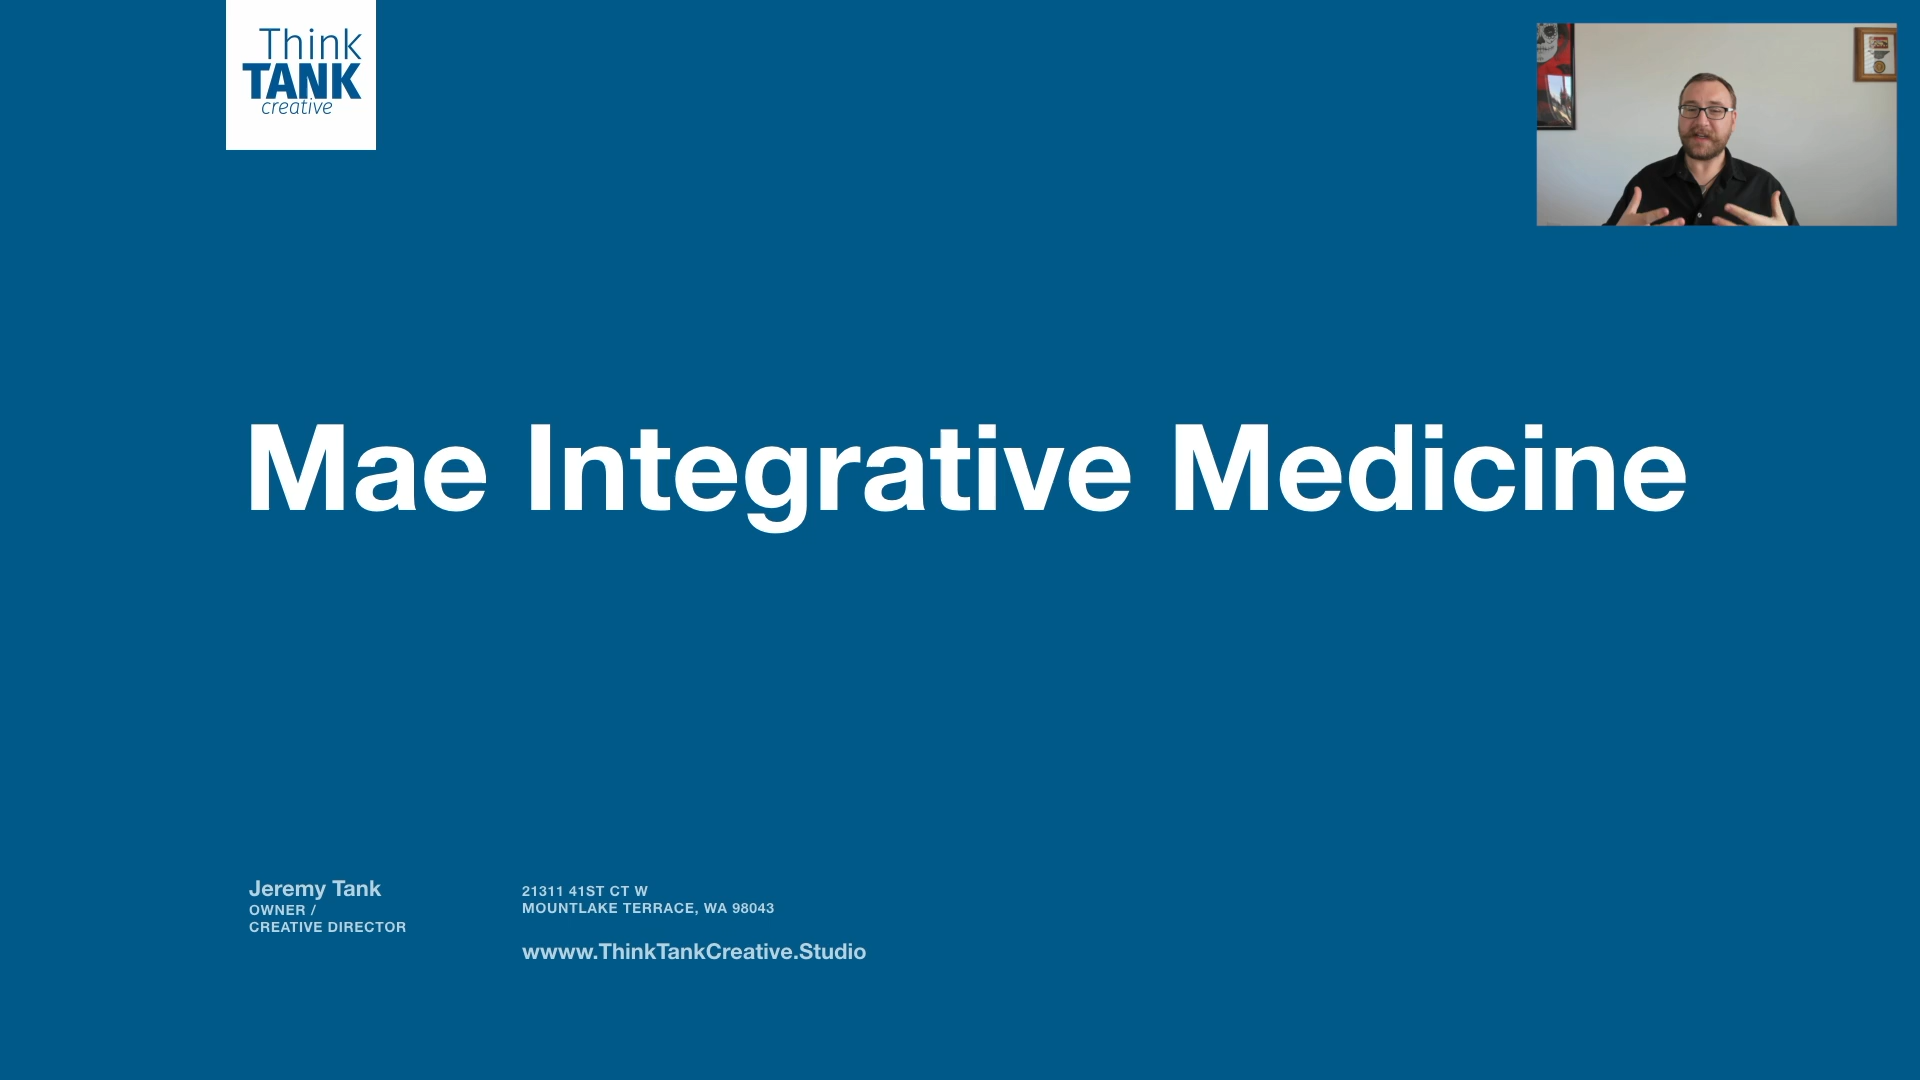 Think
TANK
creative
Mae Integrative Medicine
Jeremy Tank
OWNER /
CREATIVE DIRECTOR
21311 41ST CT W
MOUNTLAKE TERRACE, WA 98043
wwww.ThinkTankCreative.Studio